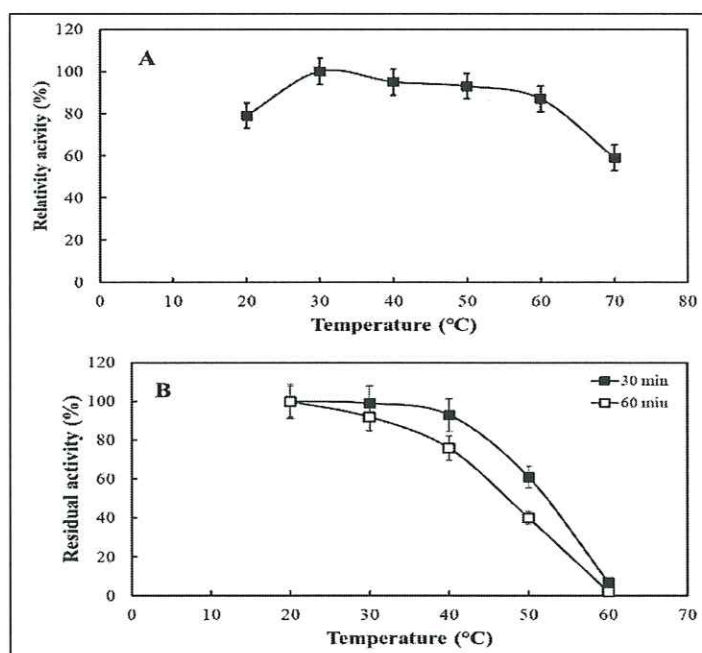 120
A
100
80
60
40
20
0
Relativity acivity (%)
0 10 20 30 40 50 60 70 80
Temperature (°C)
120
B
100
80
60
40
20
0
Residual activity (%)
30 min
60 miu
0 10 20 30 40 50 60 70
Temperature (°C)